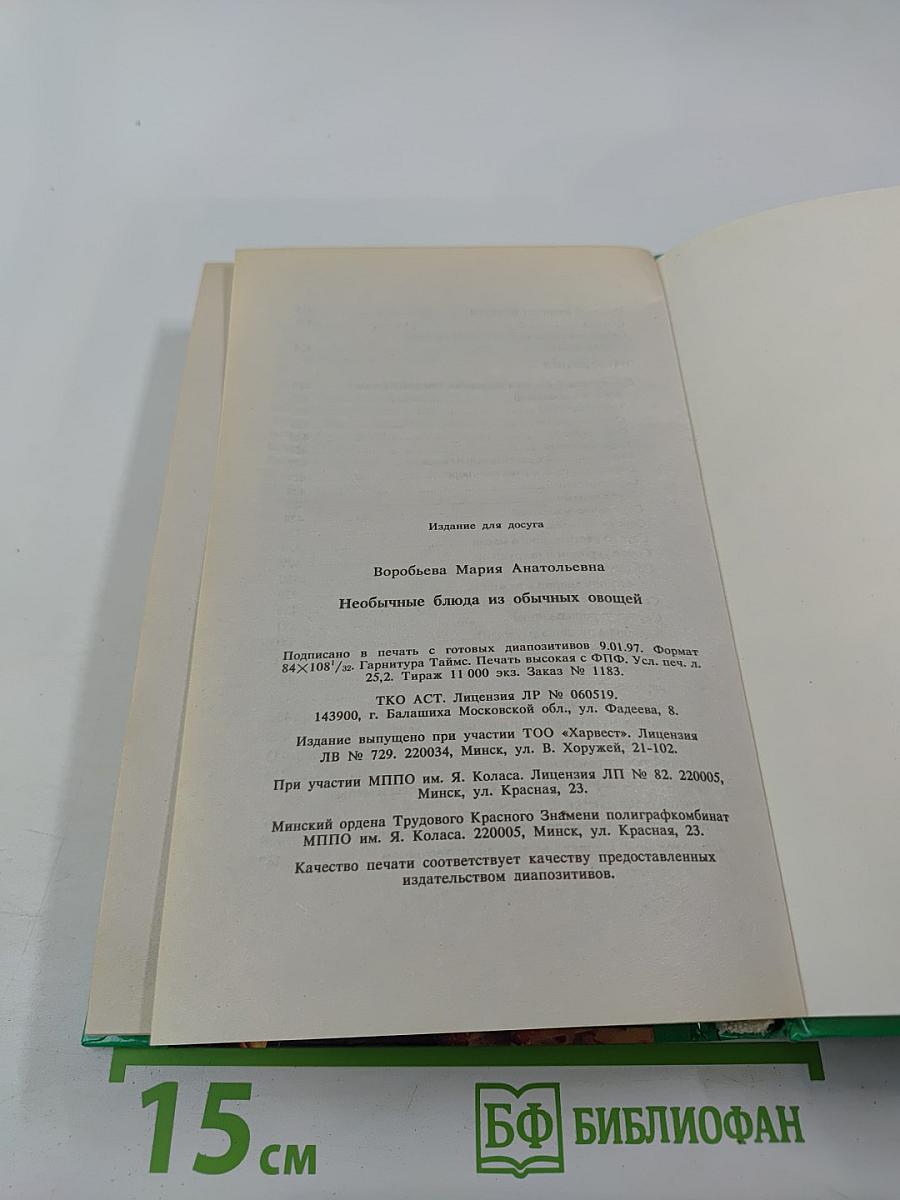 Издание для досуга
Воробьева Мария Анатольевна
Необычные блюда из обычных овощей
Подписано в печать с готовых диапозитивов 9.01.97. Формат
84×108¹/₃₂. Гарнитура Таймс. Печать высокая с ФПФ. Усл. печ. л.
25,2. Тираж 11 000 экз. Заказ № 1183.
ТКО АСТ. Лицензия ЛР № 060519.
143900, г. Балашиха Московской обл., ул. Фадеева, 8.
Издание выпущено при участии ТОО «Харвест». Лицензия
ЛВ № 729. 220034, Минск, ул. В. Хоружей, 21-102.
При участии МППО им. Я. Коласа. Лицензия ЛП № 82. 220005,
Минск, ул. Красная, 23.
Минский ордена Трудового Красного Знамени полиграфкомбинат
МППО им. Я. Коласа. 220005, Минск, ул. Красная, 23.
Качество печати соответствует качеству предоставленных
издательством диапозитивов.
15 см
БФ БИБЛИОФАН